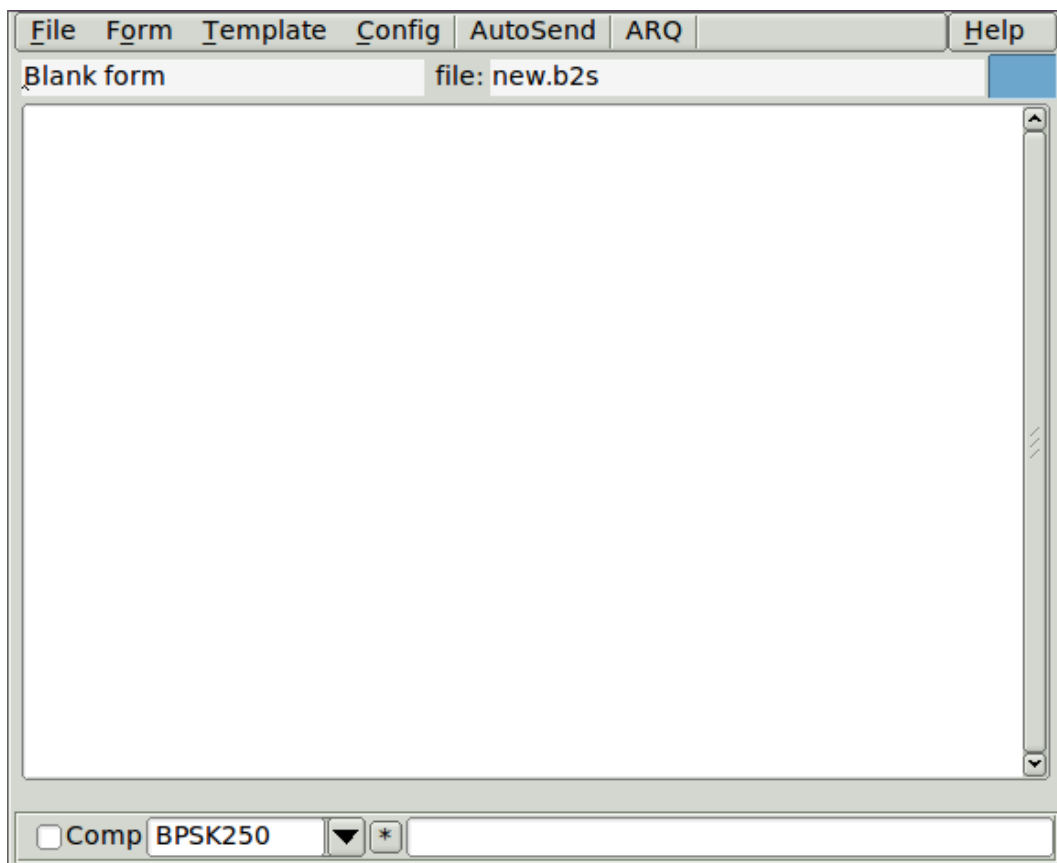 File Form Template Config AutoSend ARQ Help
Blank form file: new.b2s
Comp BPSK250 *